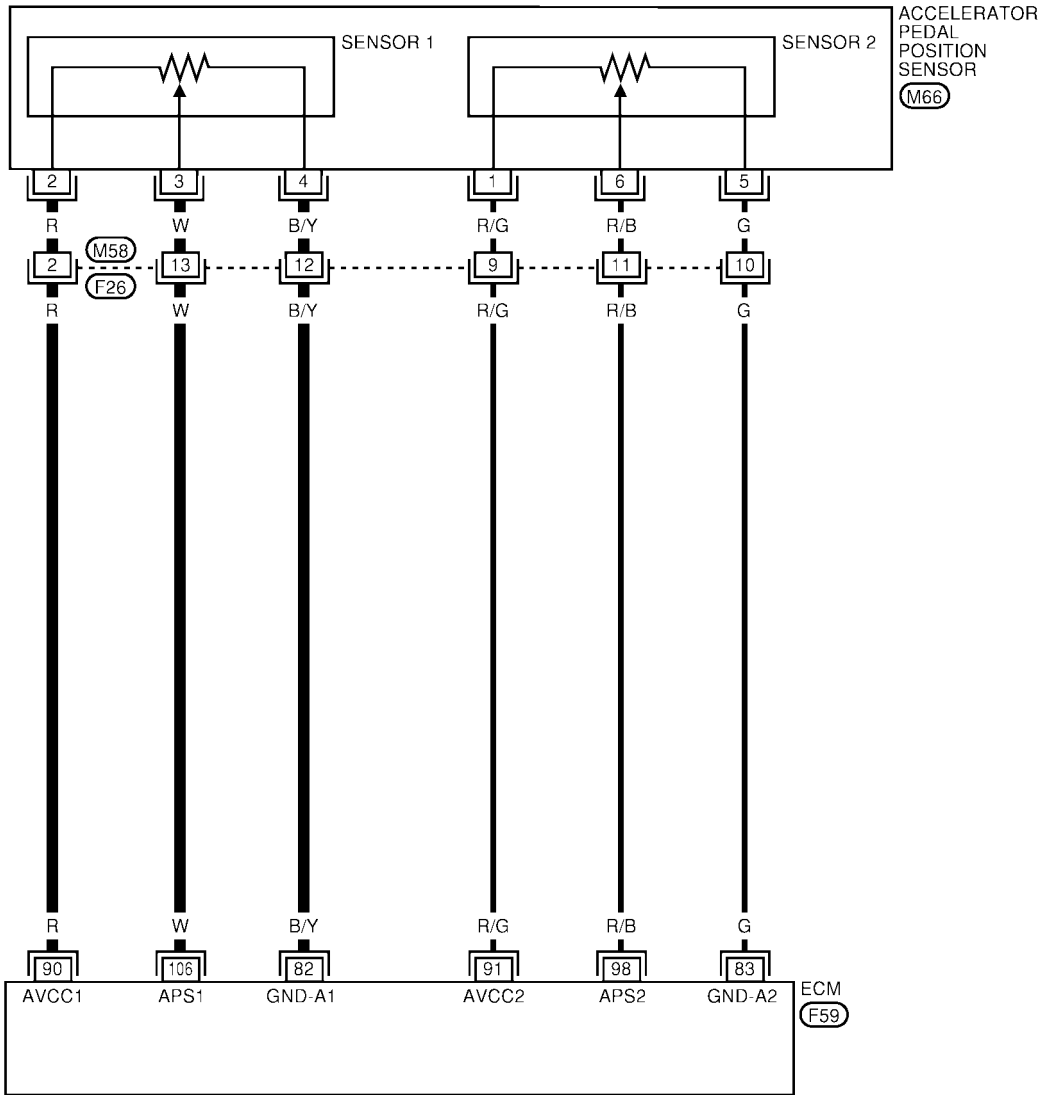 SENSOR 1
SENSOR 2
ACCELERATOR
PEDAL
POSITION
SENSOR
M66
2 3 4 1 6 5
R W B/Y R/G R/B G
M58
2 13 12 9 11 10
F26
R W B/Y R/G R/B G
R W B/Y R/G R/B G
90 106 82 91 98 83
AVCC1 APS1 GND-A1 AVCC2 APS2 GND-A2
ECM
F59